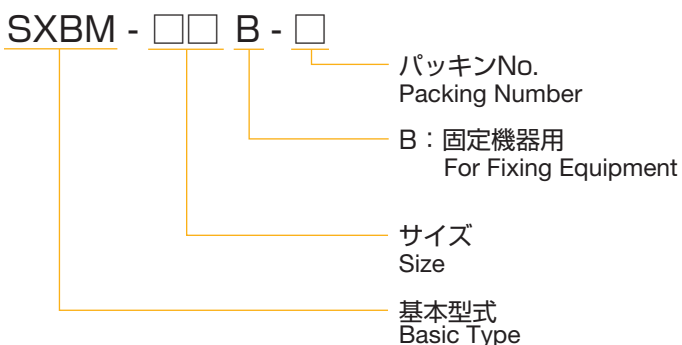 SXBM - □□ B - □
パッキンNo.
Packing Number
B：固定機器用
For Fixing Equipment
サイズ
Size
基本型式
Basic Type